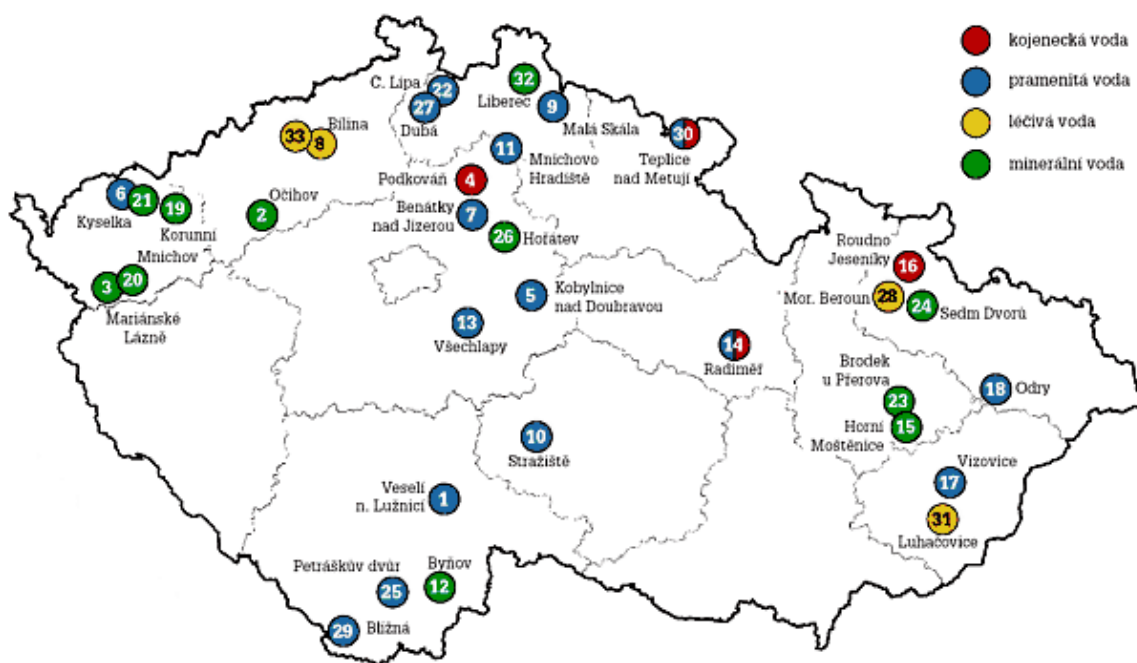 kojenecká voda
pramenitá voda
léčivá voda
minerální voda
32
Č. Lípa
22
Liberec
27
9
Dubá
Malá Skála
33
Bílina
8
30
11
Teplice
nad Metují
Mnichovo
Hradiště
Podkováň
4
6
21
19
Kyselka
Korunní
Očihov
2
Benátky
nad Jizerou
7
26
Hořátev
Mnichov
3
20
Mariánské
Lázně
Roudno
Jeseníky
16
Mor. Beroun
28
24
Sedm Dvorů
5
Kobylnice
nad Doubravou
13
Všechlapy
14
Radiměř
Brodek
u Přerova
23
18
Odry
15
Horní
Moštěnice
10
Stražiště
Vizovice
17
31
Luhačovice
Veselí
n. Lužnicí
1
Petráškův dvůr
25
Byňov
12
29
Bližná